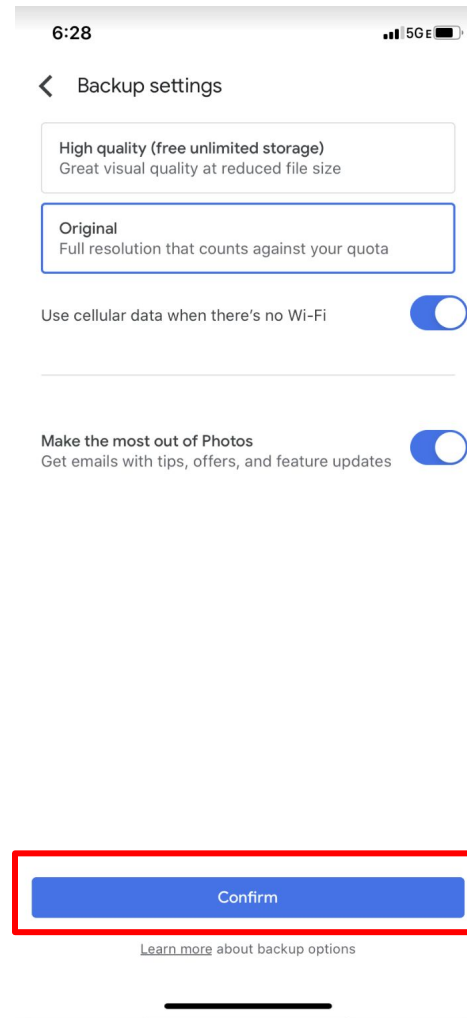 6:28
5G E
Backup settings
High quality (free unlimited storage)
Great visual quality at reduced file size
Original
Full resolution that counts against your quota
Use cellular data when there's no Wi-Fi
Make the most out of Photos
Get emails with tips, offers, and feature updates
Confirm
Learn more about backup options